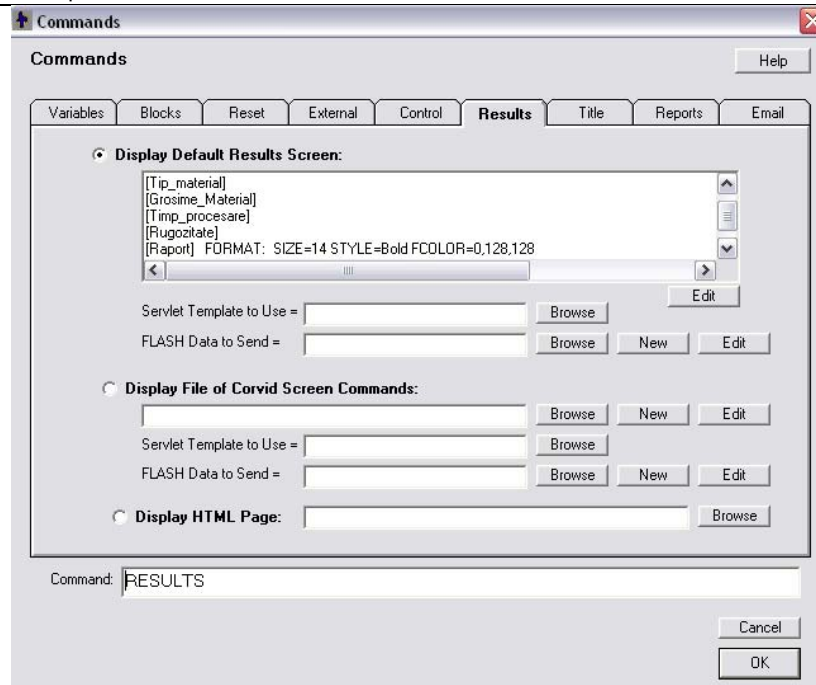 Commands
Commands
Help
Variables Blocks Reset External Control Results Title Reports Email
Display Default Results Screen:
[Tip_material]
[Grosime_Material]
[Timp_procesare]
[Rugozitate]
[Raport] FORMAT: SIZE=14 STYLE=Bold FCOLOR=0,128,128
Edit
Servlet Template to Use = Browse
FLASH Data to Send = Browse New Edit
Display File of Corvid Screen Commands:
Browse New Edit
Servlet Template to Use = Browse
FLASH Data to Send = Browse New Edit
Display HTML Page: Browse
Command: RESULTS
Cancel
OK